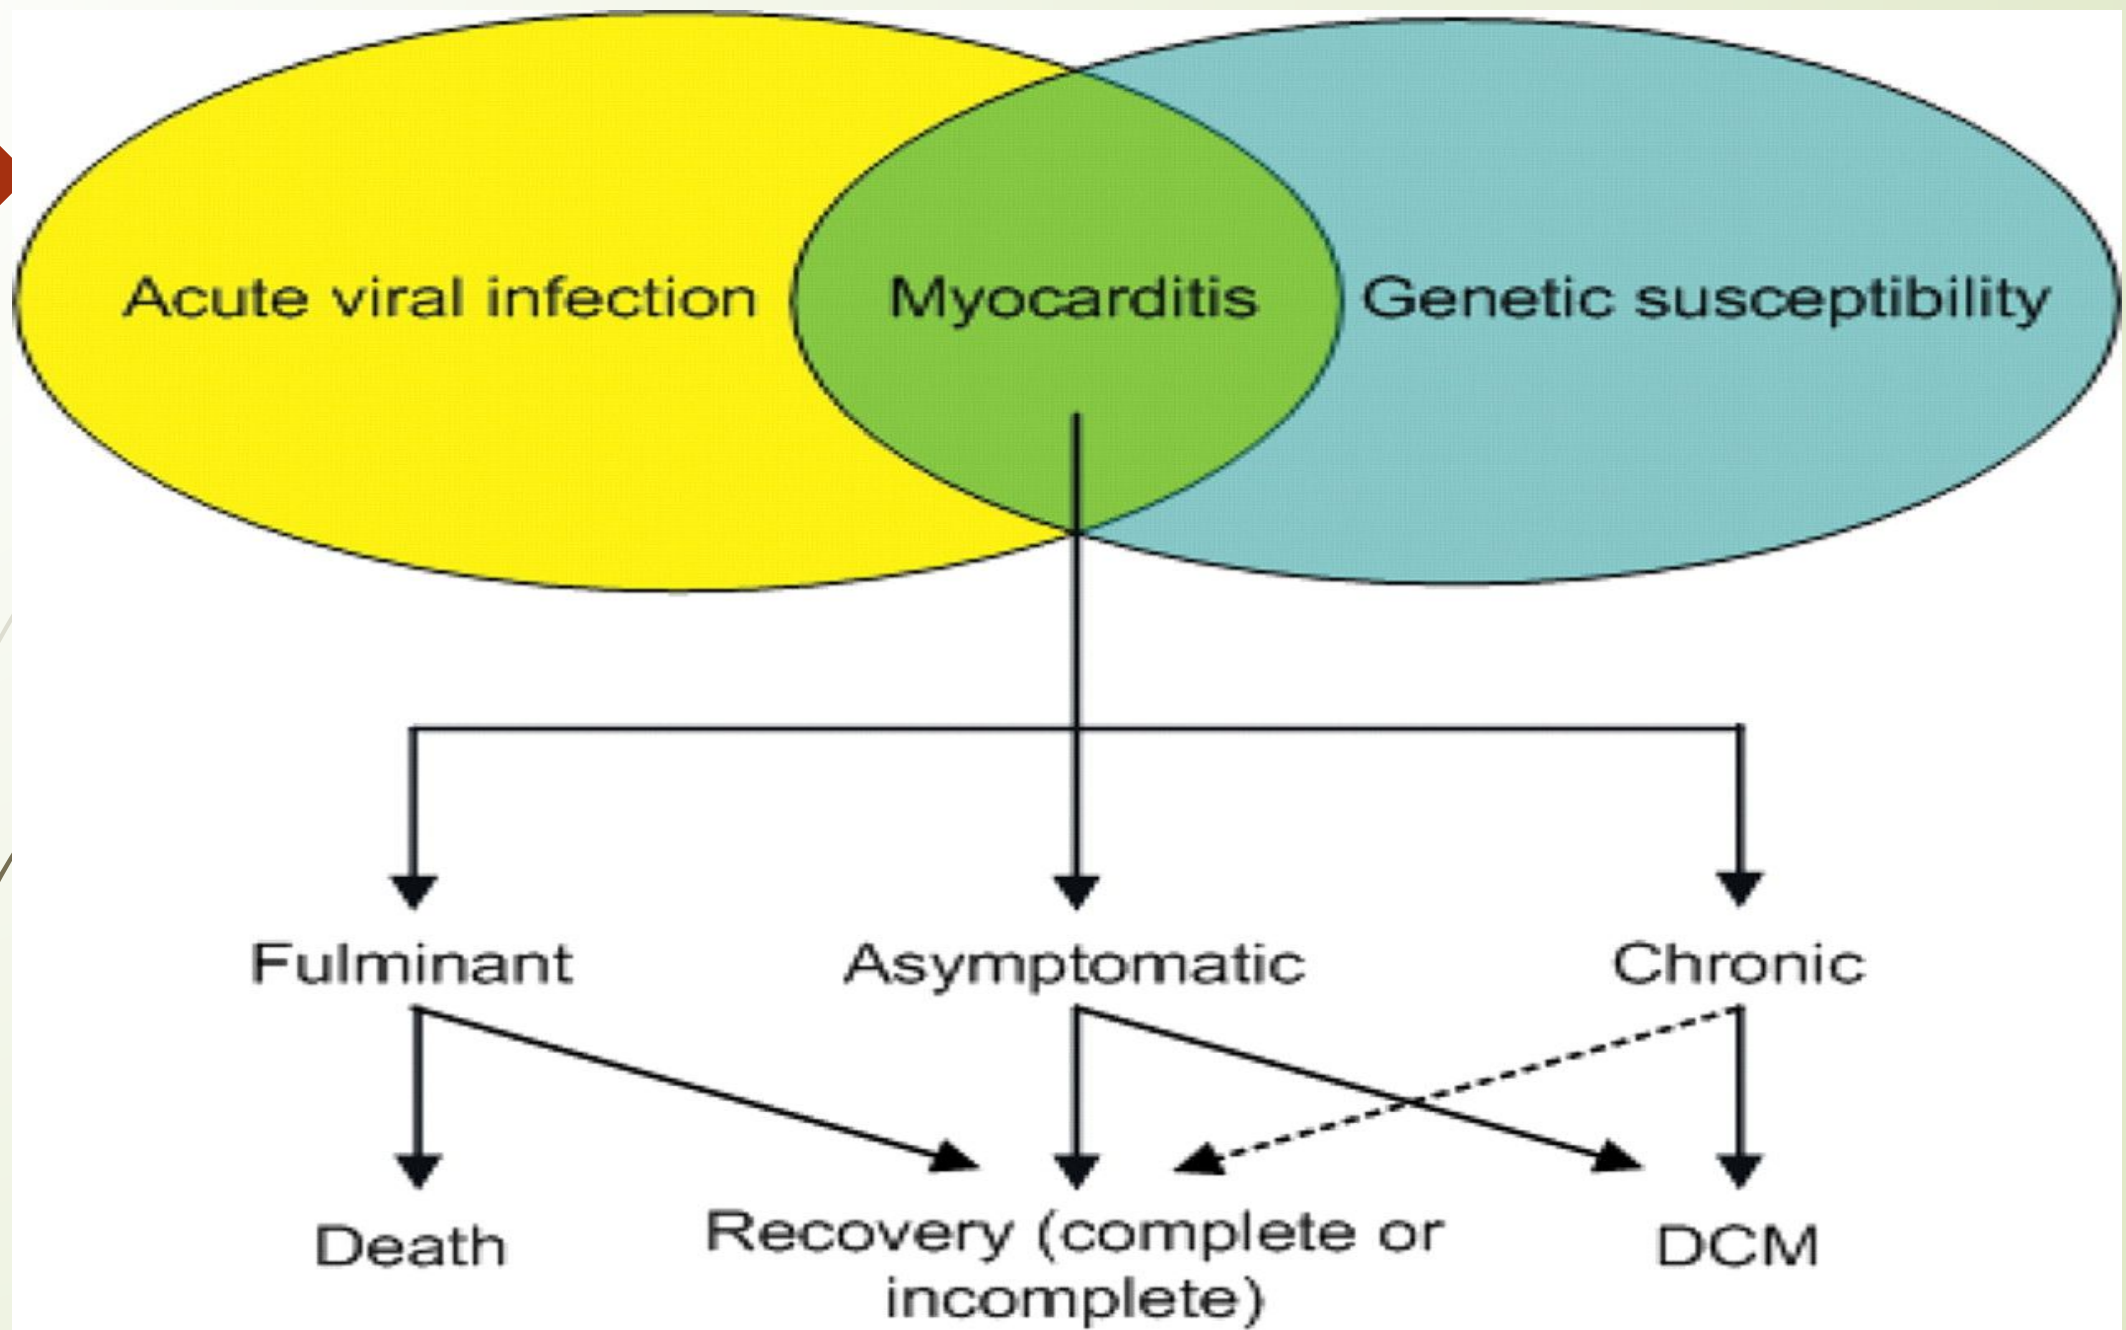 Acute viral infection
Myocarditis
Genetic susceptibility
Fulminant
Asymptomatic
Chronic
Death
Recovery (complete or
incomplete)
DCM